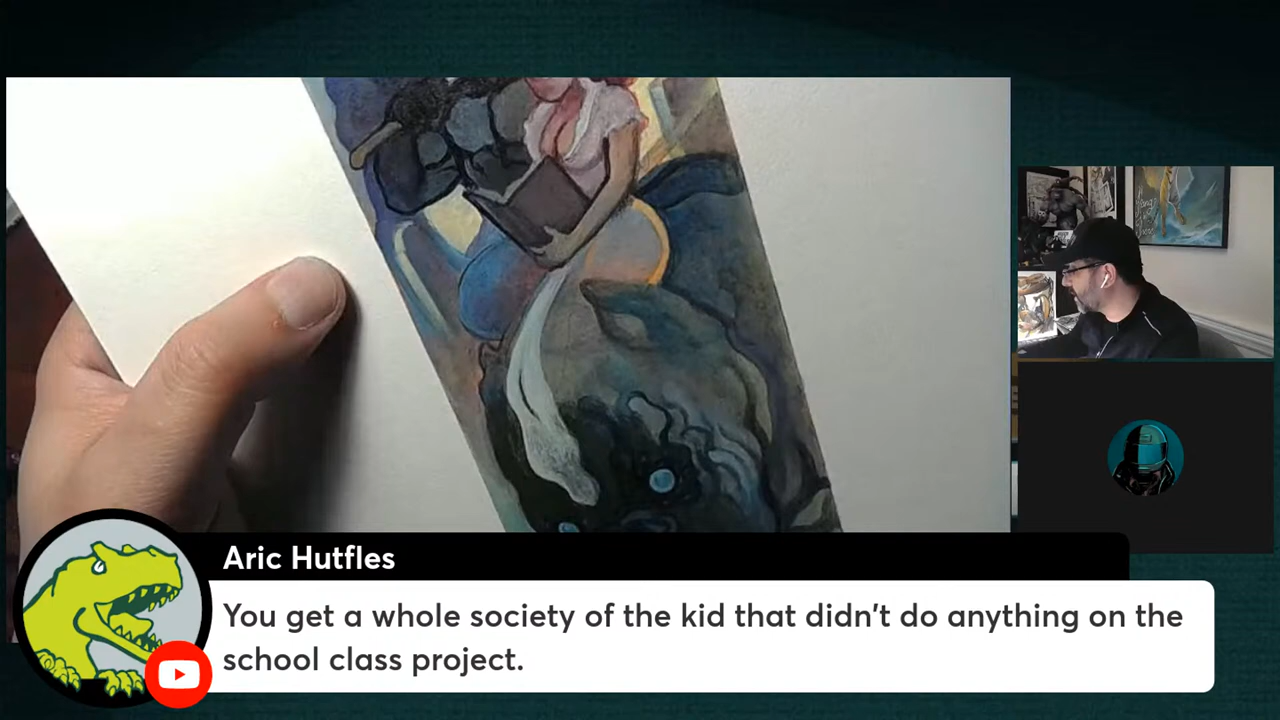 Aric Hutfles
You get a whole society of the kid that didn't do anything on the
school class project.